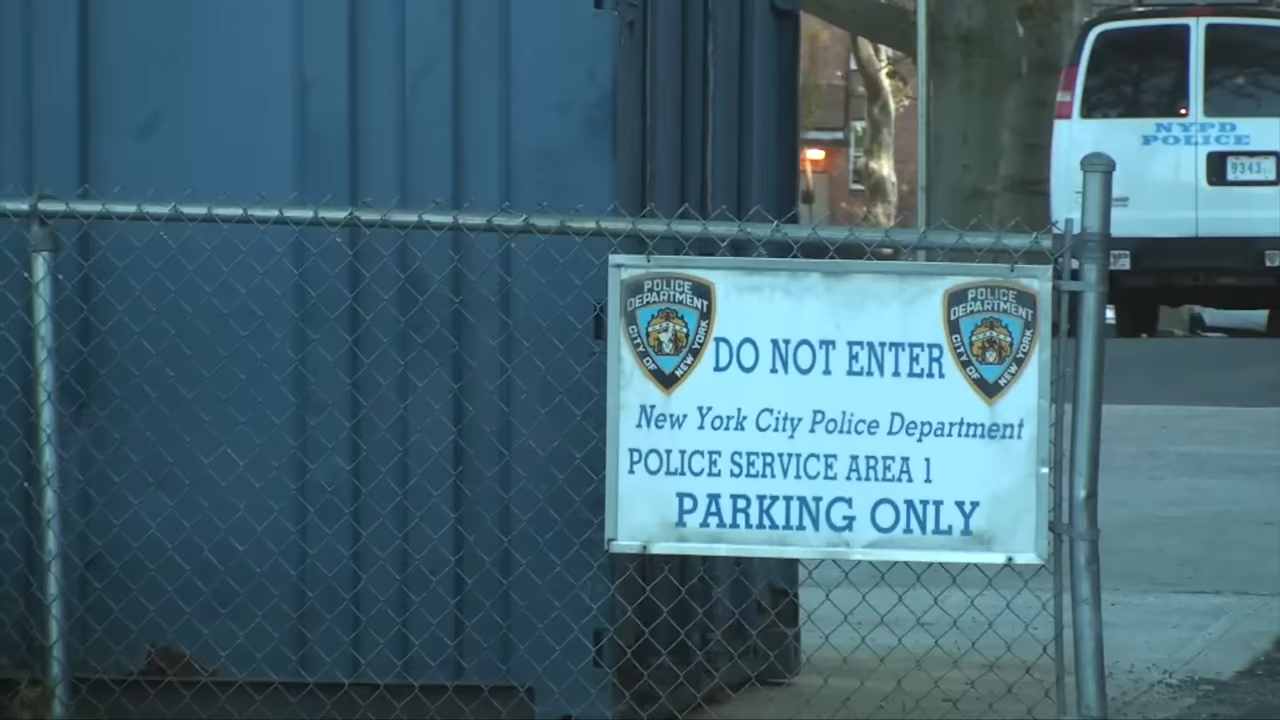 NYPD
POLICE
9343
POLICE
DEPARTMENT
CITY OF
NEW YORK
POLICE
DEPARTMENT
CITY OF
NEW YORK
DO NOT ENTER
New York City Police Department
POLICE SERVICE AREA 1
PARKING ONLY